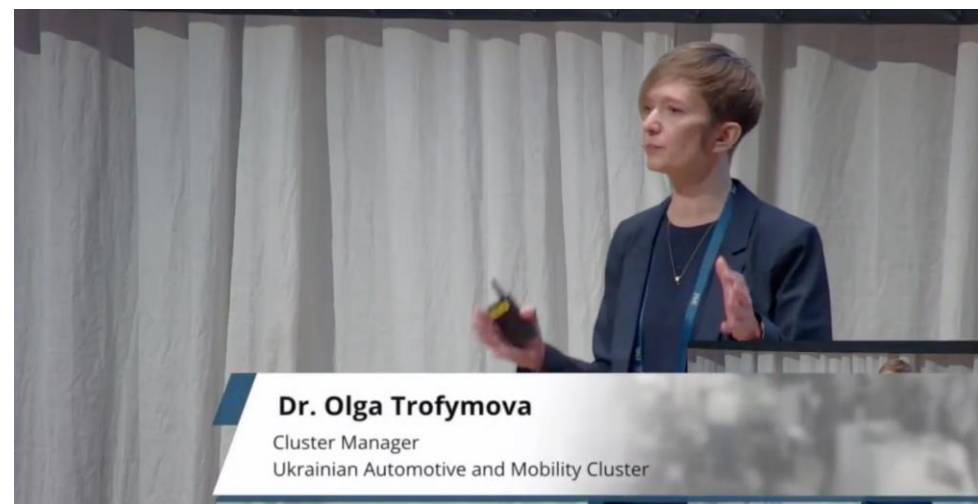 Dr. Olga Trofymova
Cluster Manager
Ukrainian Automotive and Mobility Cluster